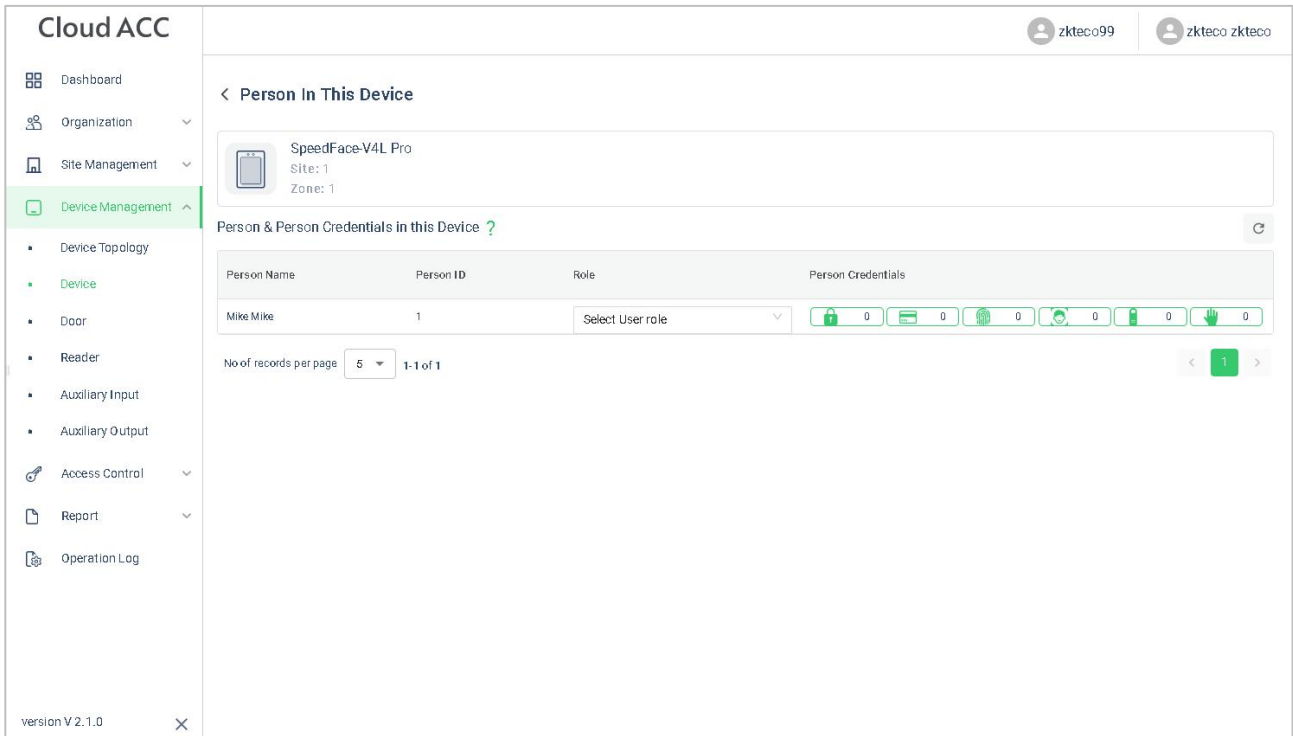 Cloud ACC
zkteco99
zkteco zkteco
Dashboard
Organization
Site Management
Device Management
Device Topology
Device
Door
Reader
Auxiliary Input
Auxiliary Output
Access Control
Report
Operation Log
version V 2.1.0
< Person In This Device
SpeedFace-V4L Pro
Site: 1
Zone: 1
Person & Person Credentials in this Device ?
Person Name Person ID Role Person Credentials
Mike Mike 1 Select User role 0 0 0 0 0 0
No of records per page 5 1-1 of 1 < 1 >